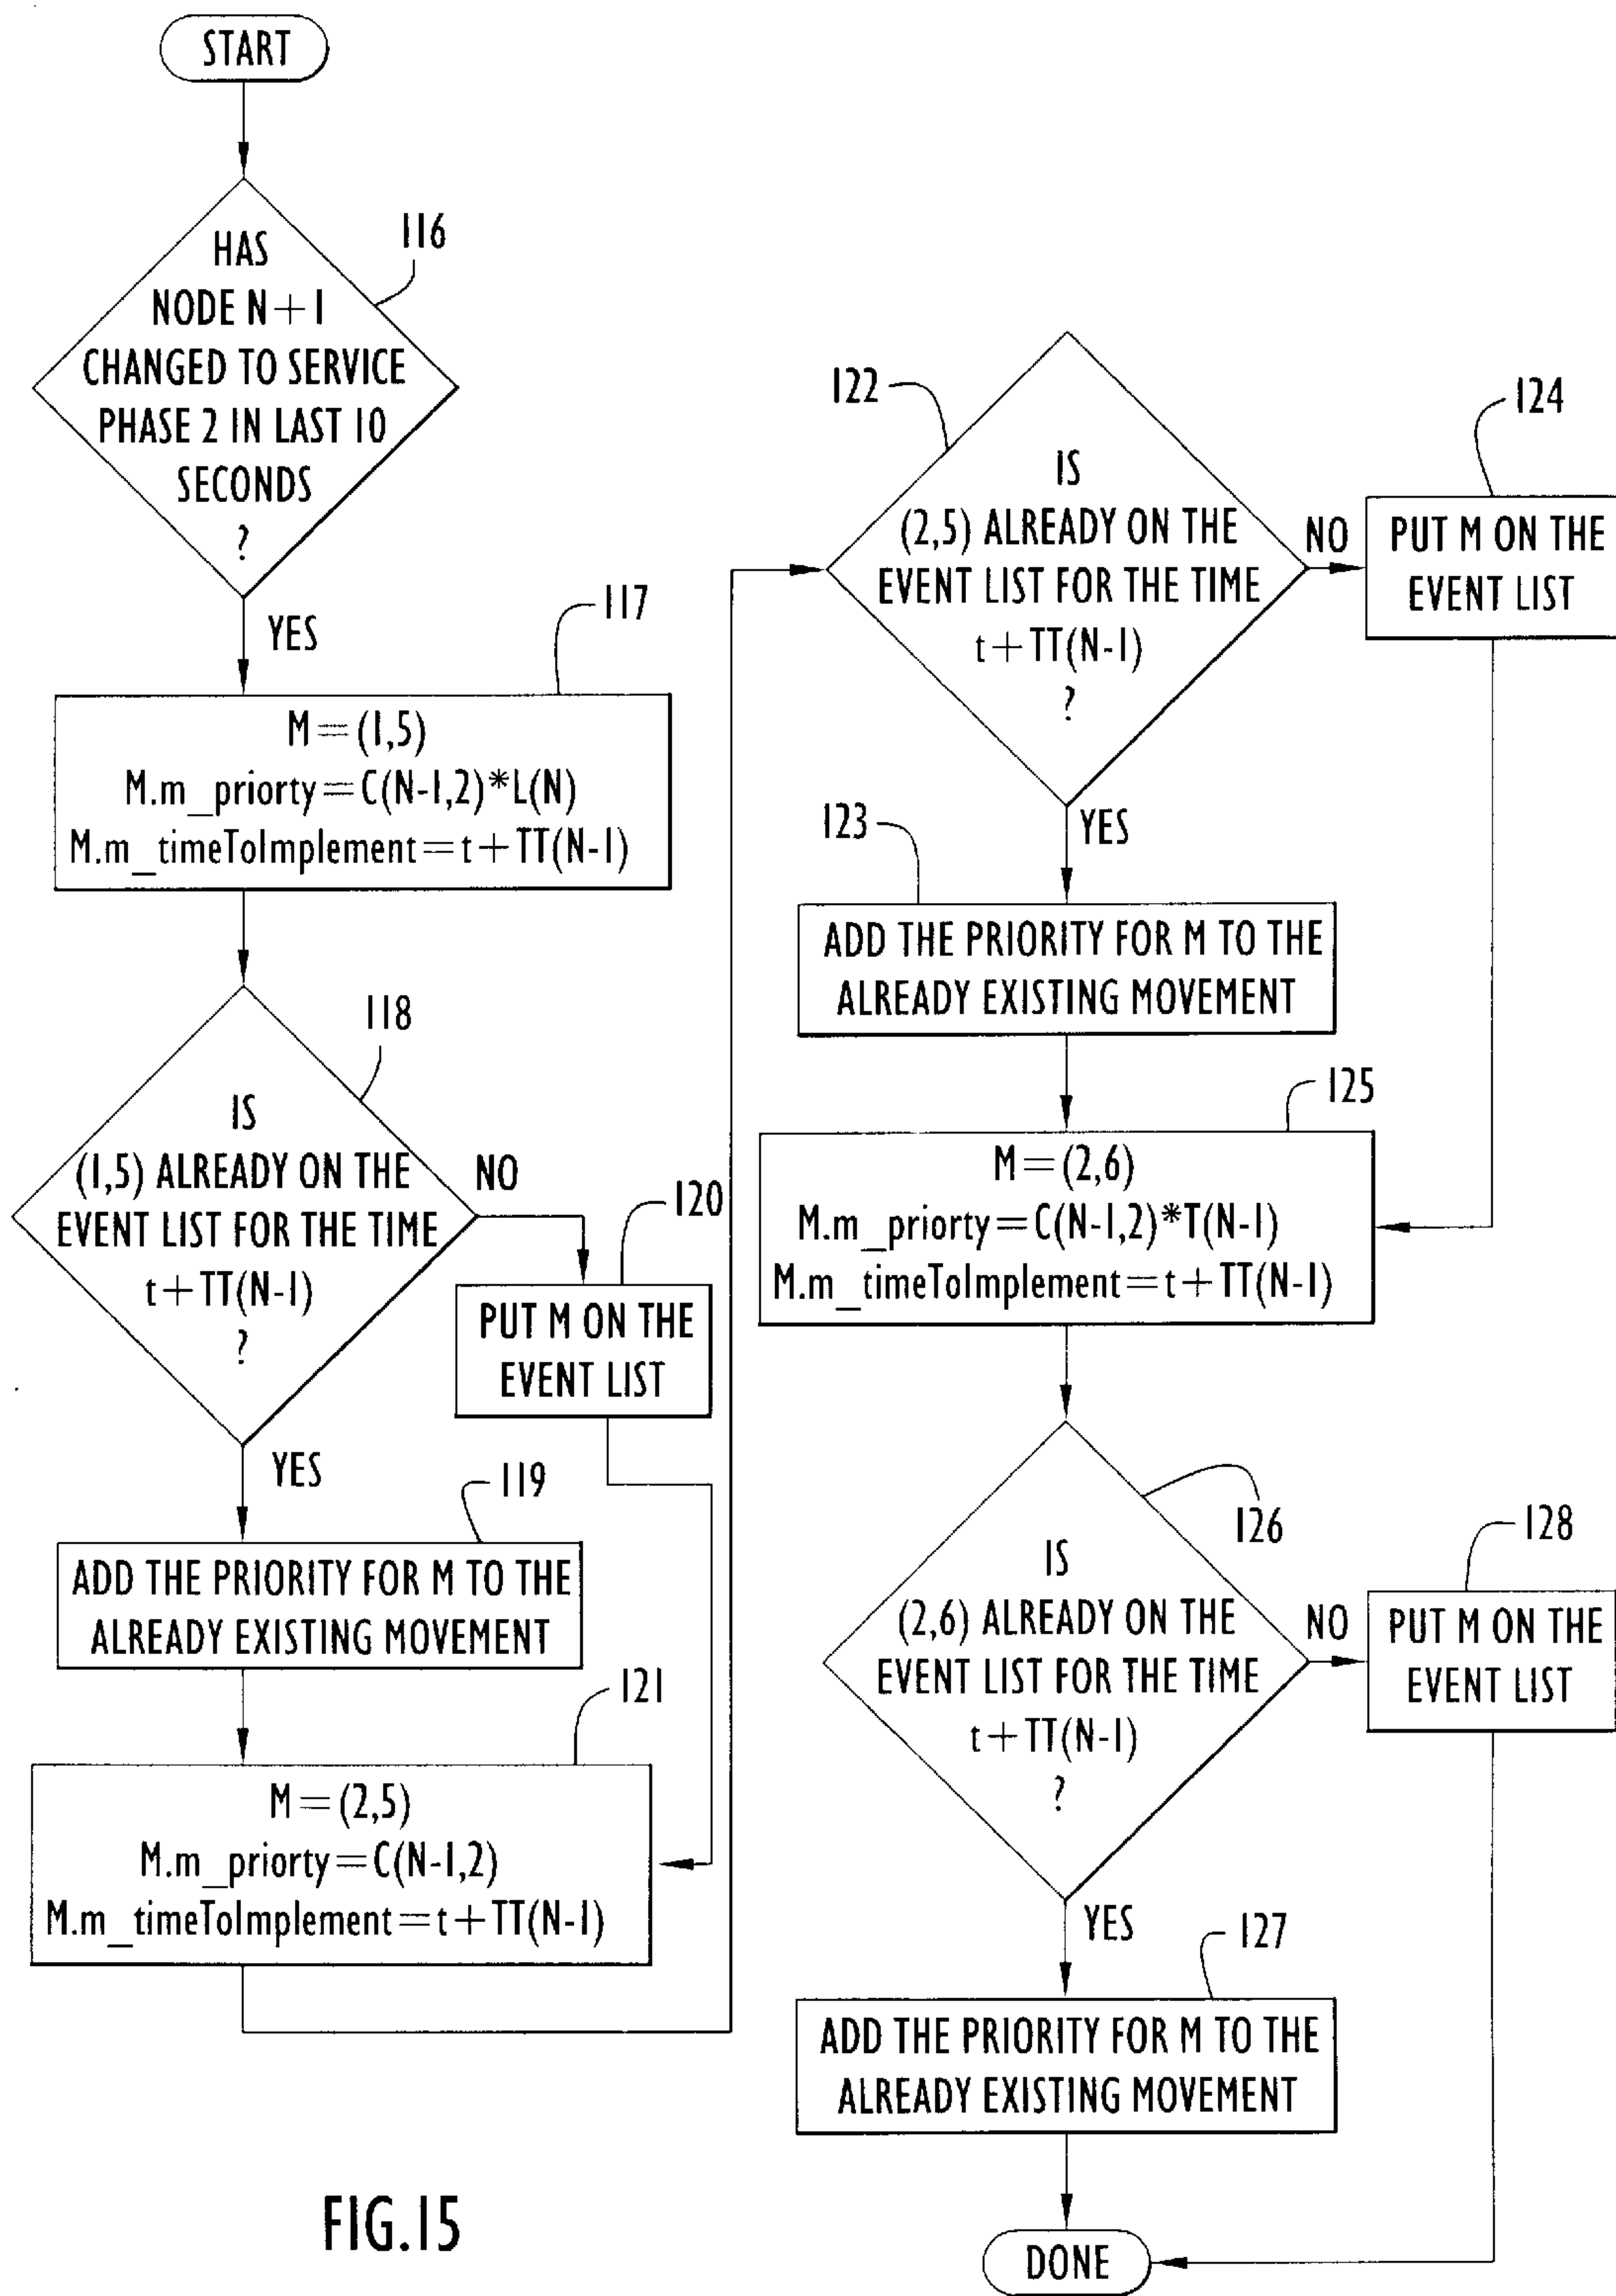 START
HAS
NODE N+1
CHANGED TO SERVICE
PHASE 2 IN LAST 10
SECONDS
?
116
YES
117
M=(1,5)
M.m_priorty=C(N-1,2)*L(N)
M.m_timeToImplement=t+TT(N-1)
118
IS
(1,5) ALREADY ON THE
EVENT LIST FOR THE TIME
t+TT(N-1)
?
NO
120
PUT M ON THE
EVENT LIST
YES
119
ADD THE PRIORITY FOR M TO THE
ALREADY EXISTING MOVEMENT
121
M=(2,5)
M.m_priorty=C(N-1,2)
M.m_timeToImplement=t+TT(N-1)
122
IS
(2,5) ALREADY ON THE
EVENT LIST FOR THE TIME
t+TT(N-1)
?
NO
124
PUT M ON THE
EVENT LIST
YES
123
ADD THE PRIORITY FOR M TO THE
ALREADY EXISTING MOVEMENT
125
M=(2,6)
M.m_priorty=C(N-1,2)*T(N-1)
M.m_timeToImplement=t+TT(N-1)
126
IS
(2,6) ALREADY ON THE
EVENT LIST FOR THE TIME
t+TT(N-1)
?
NO
128
PUT M ON THE
EVENT LIST
YES
127
ADD THE PRIORITY FOR M TO THE
ALREADY EXISTING MOVEMENT
DONE
FIG.15